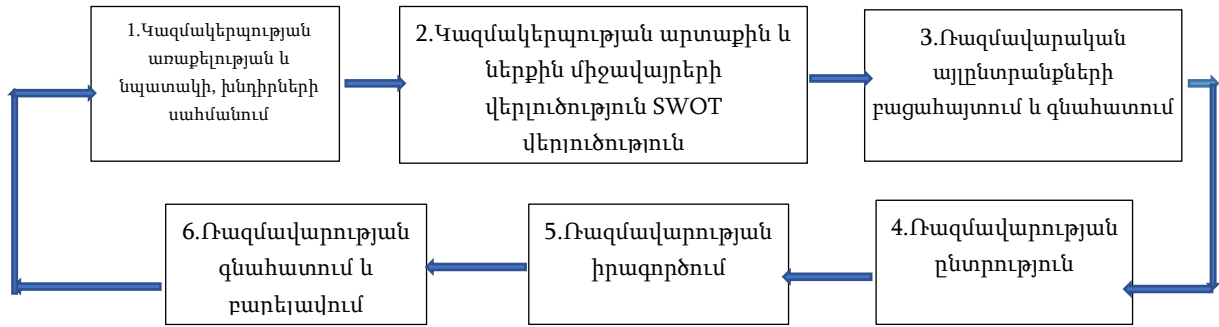 1.Կազմակերպության
առաքելության և
նպատակի, խնդիրների
սահմանում
2.Կազմակերպության արտաքին և
ներքին միջավայրերի
վերլուծություն SWOT
վերլուծություն
3.Ռազմավարական
այլընտրանքների
բացահայտում և գնահատում
4.Ռազմավարության
ընտրություն
5.Ռազմավարության
իրագործում
6.Ռազմավարության
գնահատում և
բարելավում